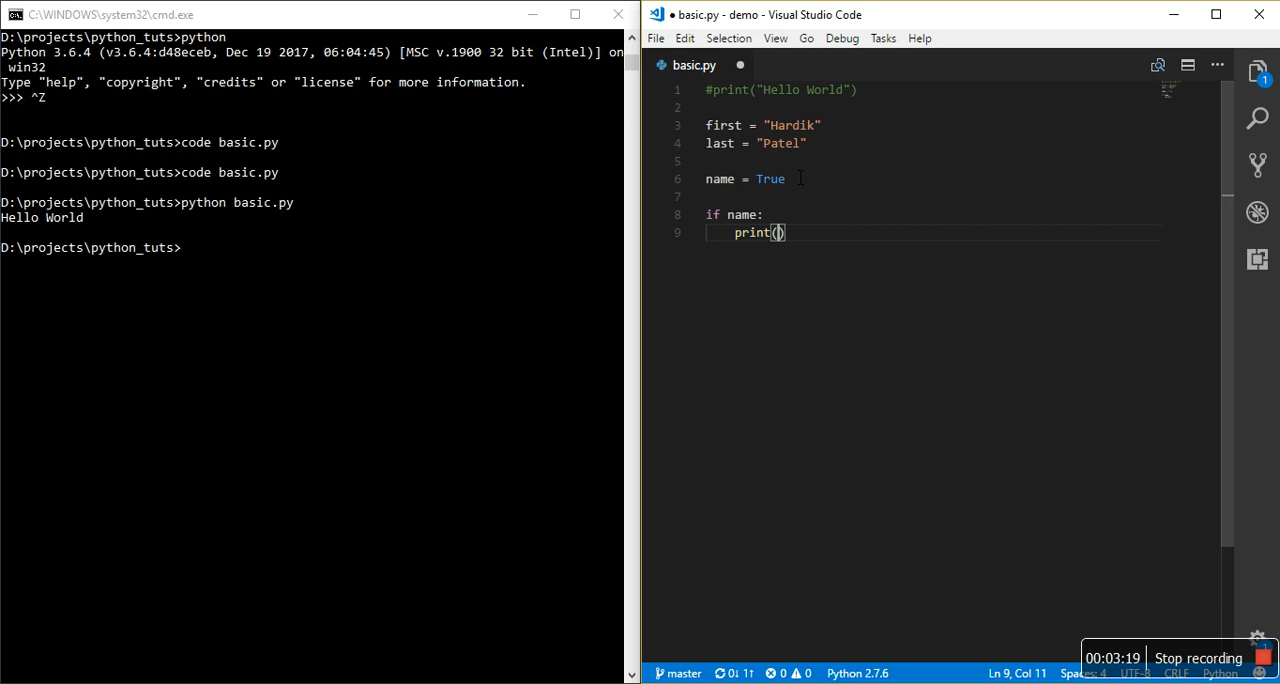 C:\WINDOWS\system32\cmd.exe
D:\projects\python_tuts>python
Python 3.6.4 (v3.6.4:d48eceb, Dec 19 2017, 06:04:45) [MSC v.1900 32 bit (Intel)] on
win32
Type "help", "copyright", "credits" or "license" for more information.
>>> ^Z
D:\projects\python_tuts>code basic.py
D:\projects\python_tuts>code basic.py
D:\projects\python_tuts>python basic.py
Hello World
D:\projects\python_tuts>
● basic.py - demo - Visual Studio Code
File Edit Selection View Go Debug Tasks Help
basic.py ●
1 #print("Hello World")
2
3 first = "Hardik"
4 last = "Patel"
5
6 name = True
7
8 if name:
9     print()
1
00:03:19 Stop recording
master 0↓ 1↑ 0 0 Python 2.7.6 Ln 9, Col 11 Spaces: 4 UTF-8 CRLF Python